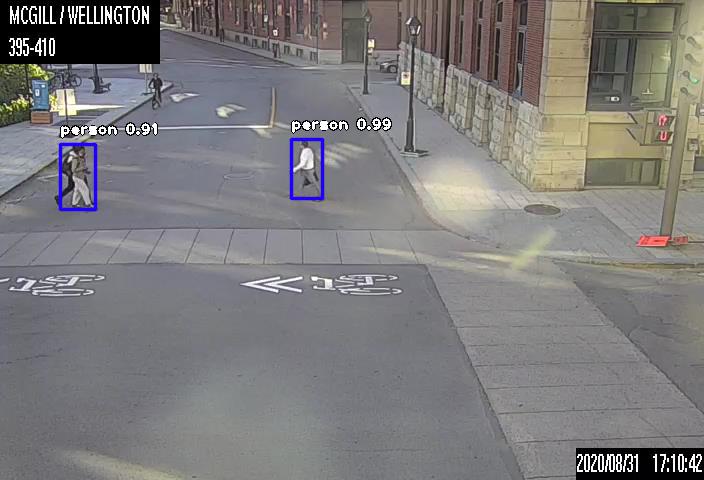 MCGILL / WELLINGTON
395-410
person 0.91
person 0.99
2020/08/31 17:10:42